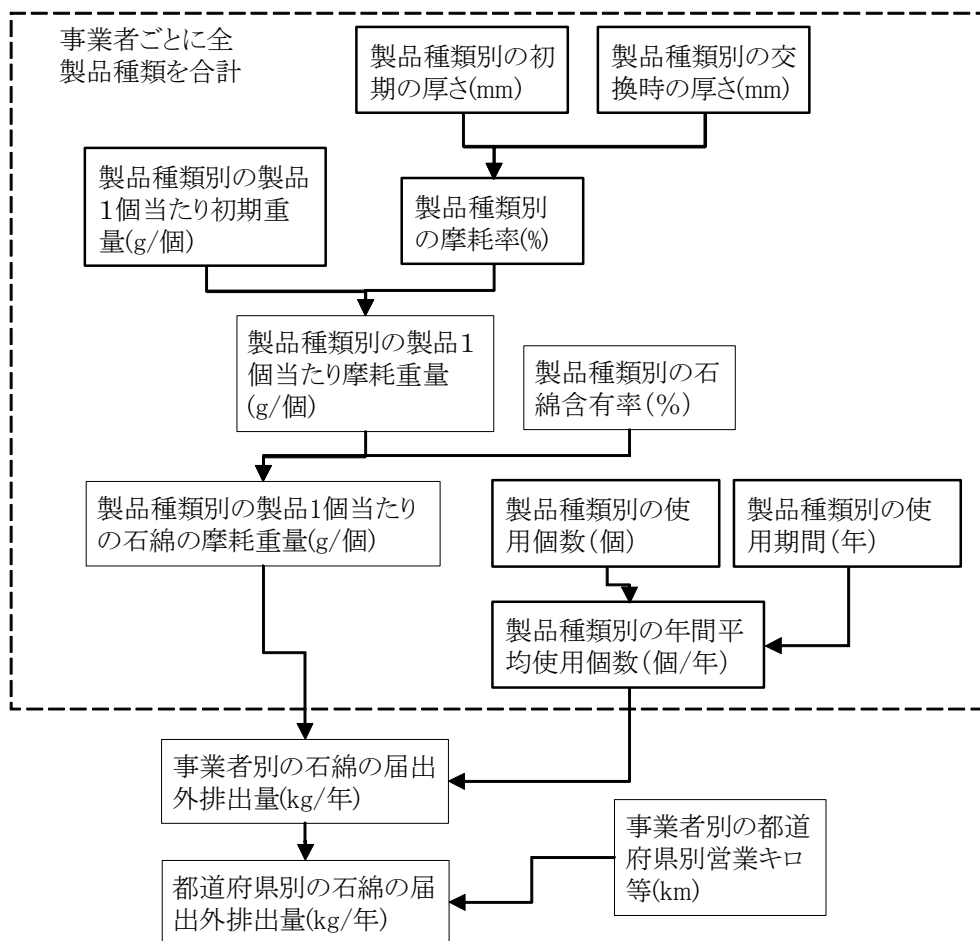 事業者ごとに全
製品種類を合計
製品種類別の初
期の厚さ(mm)
製品種類別の交
換時の厚さ(mm)
製品種類別の製品
1個当たり初期重
量(g/個)
製品種類別
の摩耗率(%)
製品種類別の製品1
個当たり摩耗重量
(g/個)
製品種類別の石
綿含有率(%)
製品種類別の製品1個当たり
の石綿の摩耗重量(g/個)
製品種類別の使
用個数(個)
製品種類別の使
用期間(年)
製品種類別の年間平
均使用個数(個/年)
事業者別の石綿の届出
外排出量(kg/年)
事業者別の都道
府県別営業キロ
等(km)
都道府県別の石綿の届
出外排出量(kg/年)